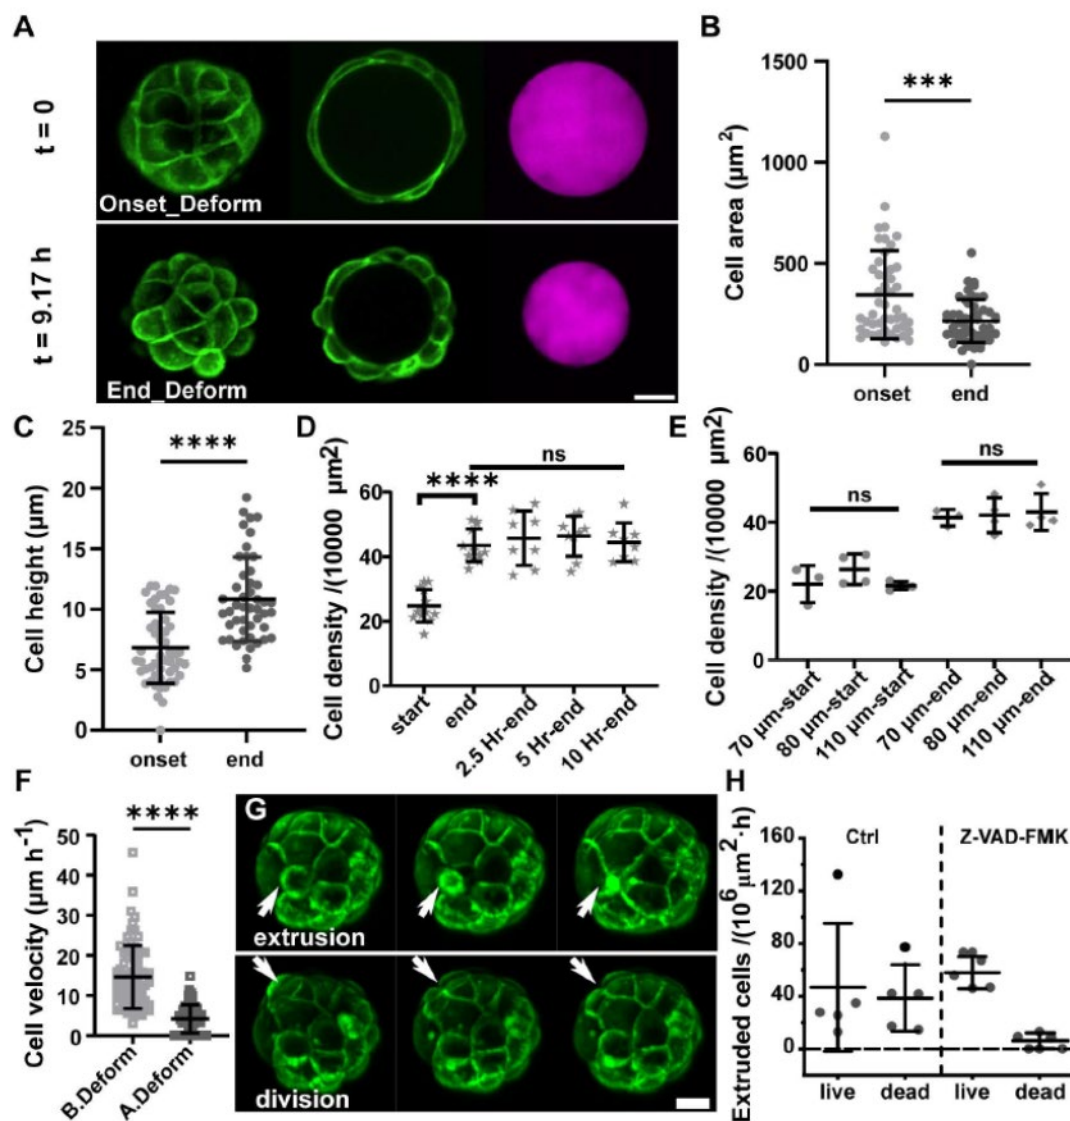 A
t = 0
Onset_Deform
t = 9.17 h
End_Deform
B
Cell area (µm²)
1500
1000
500
0
***
onset
end
C
Cell height (µm)
25
20
15
10
5
0
****
onset
end
D
Cell density /(10000 µm²)
60
40
20
0
****
ns
start
end
2.5 Hr-end
5 Hr-end
10 Hr-end
E
Cell density /(10000 µm²)
60
40
20
0
ns
ns
70 µm-start
80 µm-start
110 µm-start
70 µm-end
80 µm-end
110 µm-end
F
Cell velocity (µm h⁻¹)
50
40
30
20
10
0
****
B.Deform
A.Deform
G
extrusion
division
H
Extruded cells /(10⁶ µm²·h)
160
120
80
40
0
Ctrl
Z-VAD-FMK
live
dead
live
dead